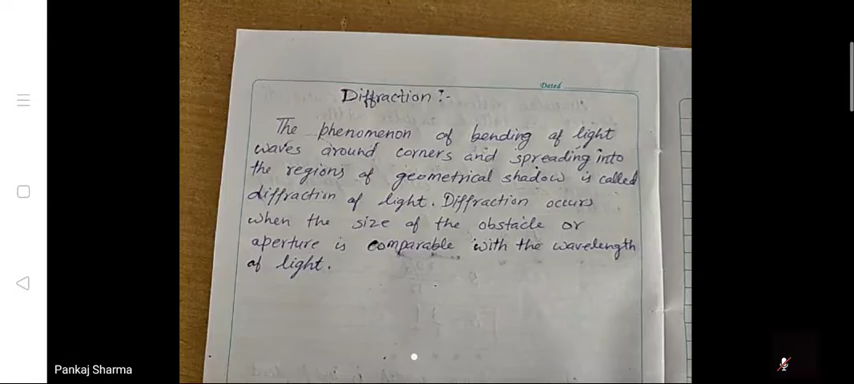 Dated
Diffraction :-
The phenomenon of bending of light
waves around corners and spreading into
the regions of geometrical shadow is called
diffraction of light. Diffraction occurs
when the size of the obstacle or
aperture is comparable with the wavelength
of light.
Pankaj Sharma